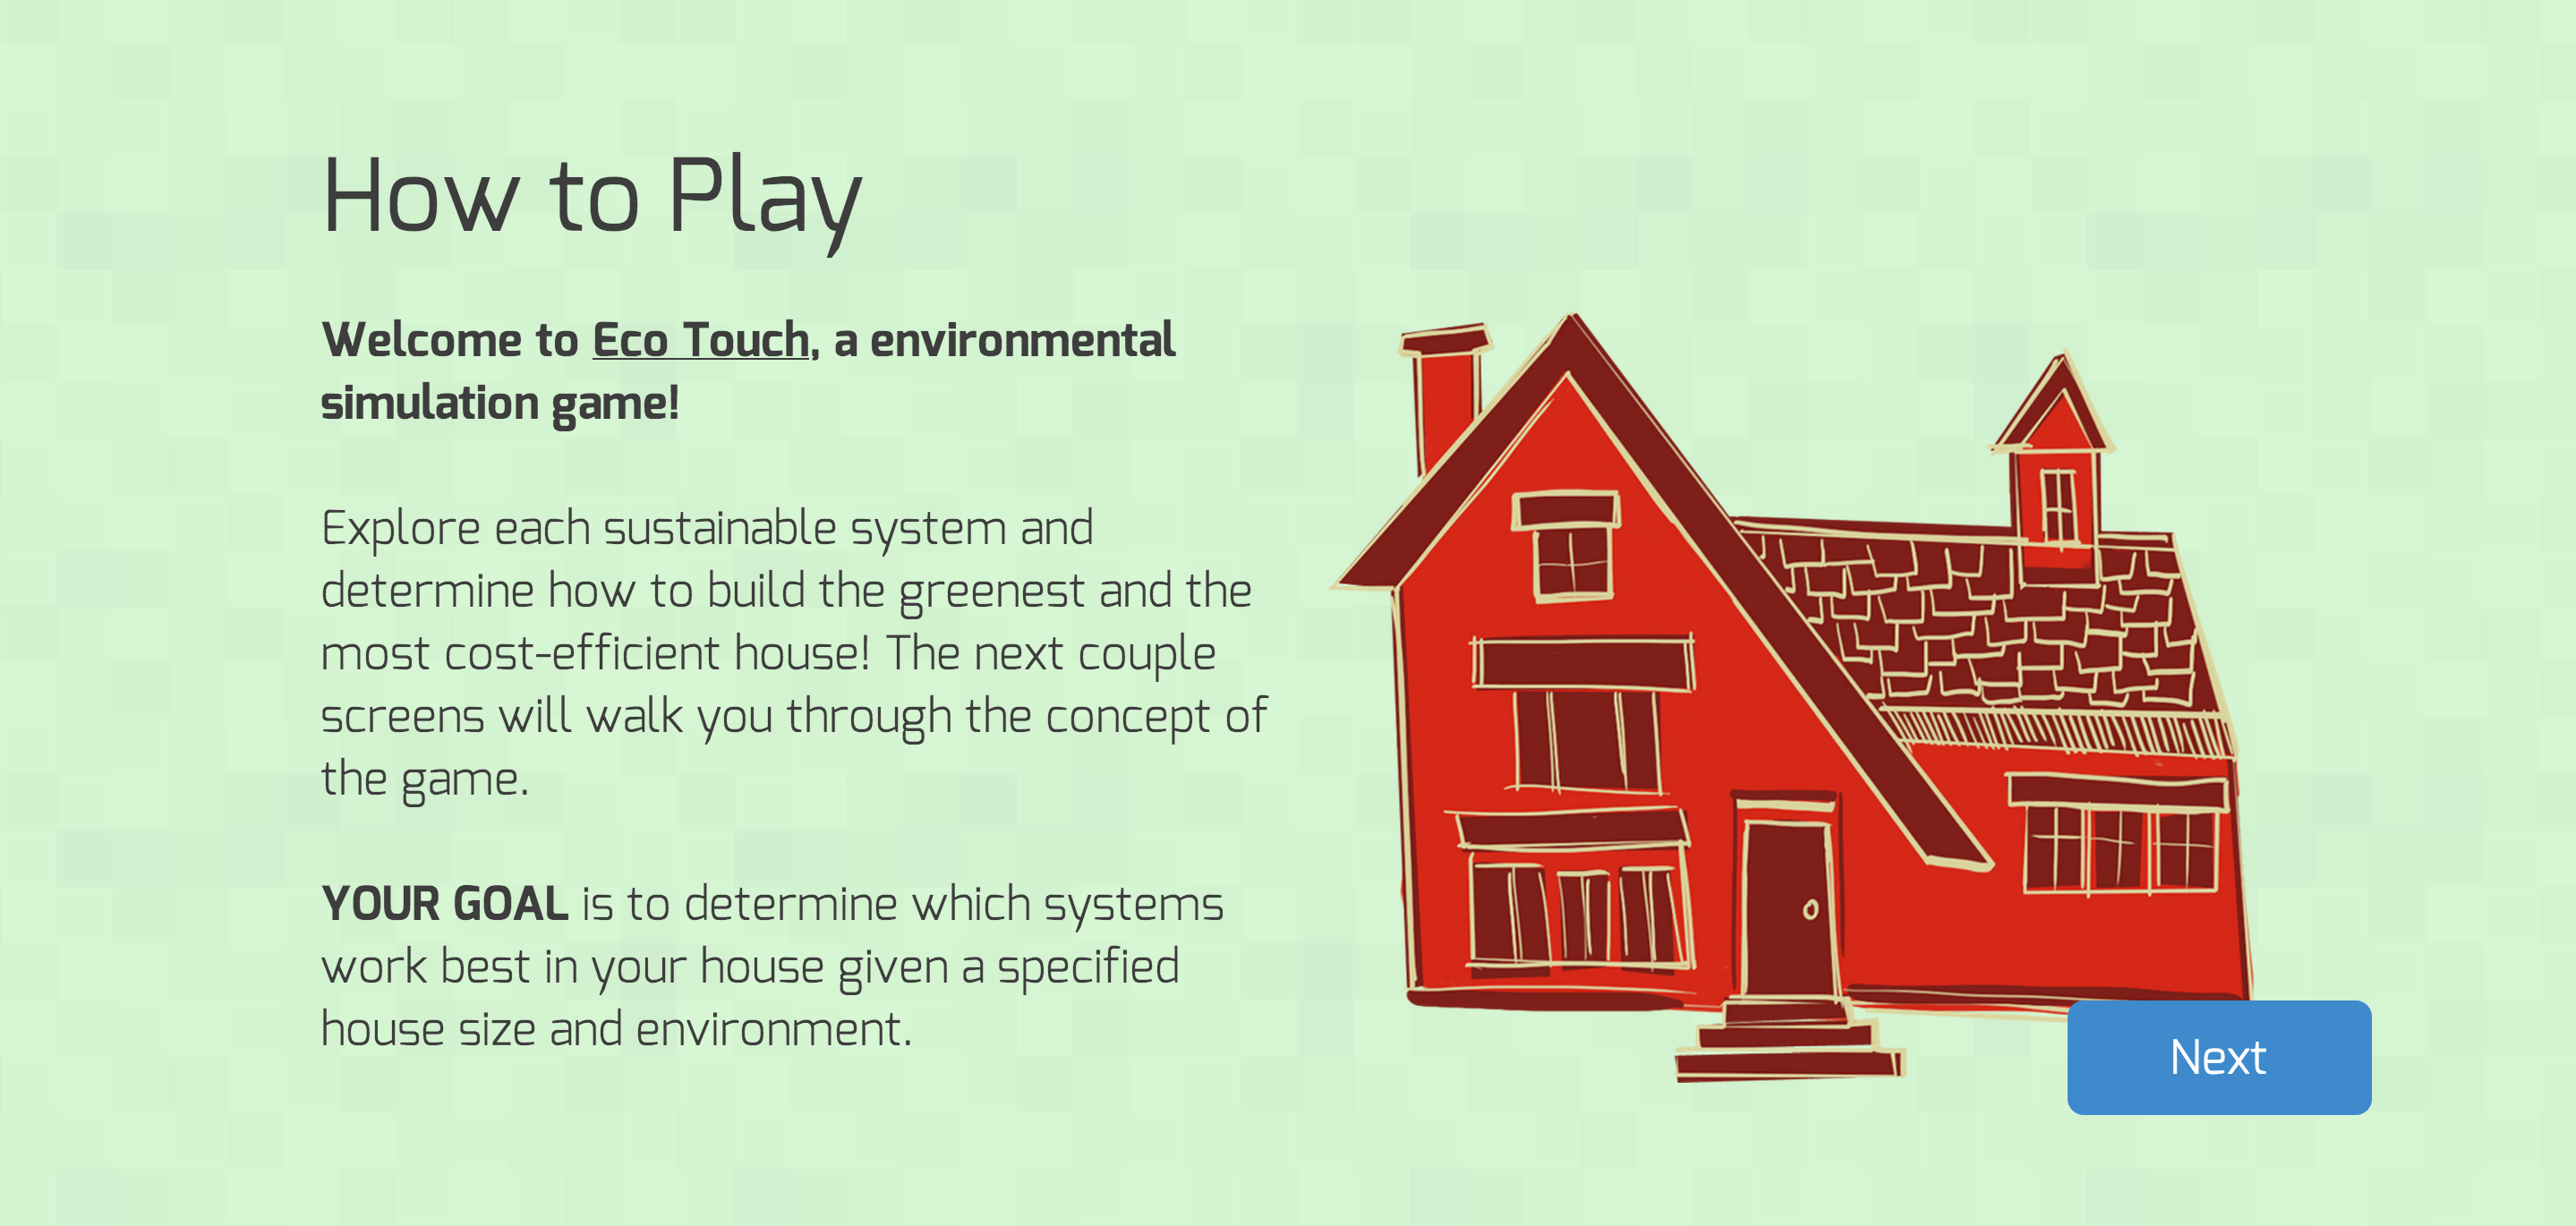 How to Play
Welcome to Eco Touch, a environmental
simulation game!
Explore each sustainable system and
determine how to build the greenest and the
most cost-efficient house! The next couple
screens will walk you through the concept of
the game.
YOUR GOAL is to determine which systems
work best in your house given a specified
house size and environment.
Next